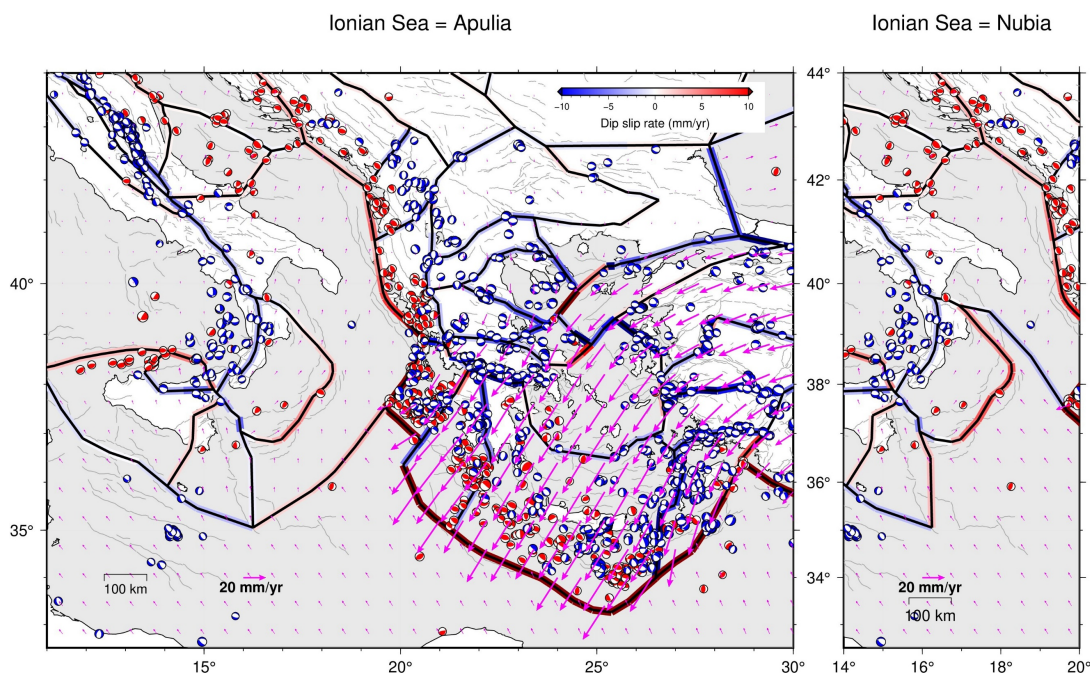 Ionian Sea = Apulia
Ionian Sea = Nubia
-10 -5 0 5 10
Dip slip rate (mm/yr)
40°
35°
100 km
20 mm/yr
15° 20° 25° 30°
44°
42°
40°
38°
36°
34°
20 mm/yr
100 km
14° 16° 18° 20°